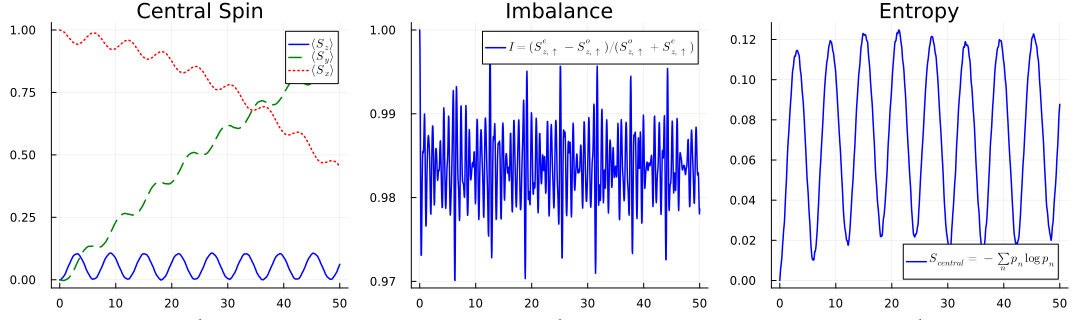 Central Spin
1.00
0.75
0.50
0.25
0.00
0 10 20 30 40 50
⟨S_z⟩
⟨S_y⟩
⟨S_x⟩
Imbalance
1.00
0.99
0.98
0.97
0 10 20 30 40 50
I = (S^e_{z,↑} − S^o_{z,↑})/(S^o_{z,↑} + S^e_{z,↑})
Entropy
0.12
0.10
0.08
0.06
0.04
0.02
0.00
0 10 20 30 40 50
S_{central} = − ∑_n p_n log p_n